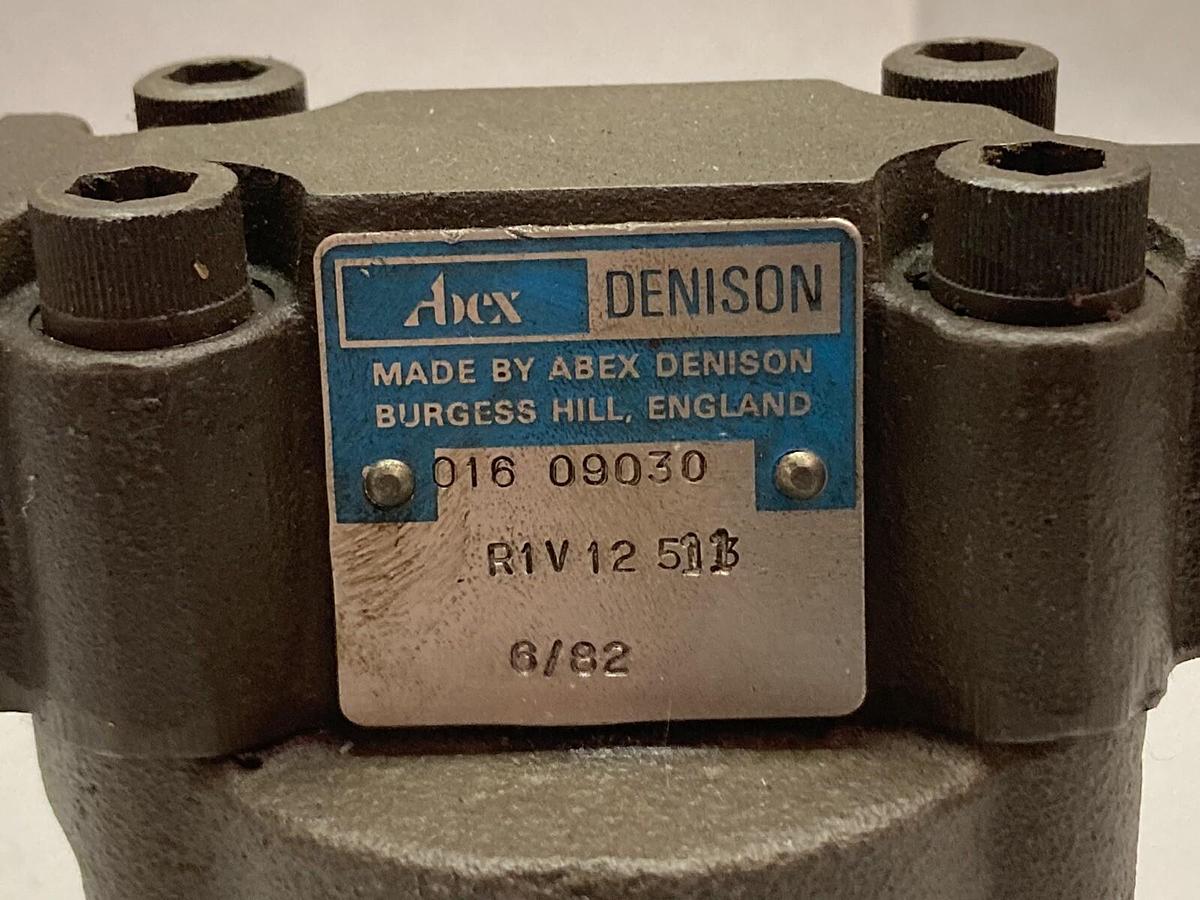 Abex DENISON
MADE BY ABEX DENISON
BURGESS HILL, ENGLAND
016 09030
R1V 12
6/82